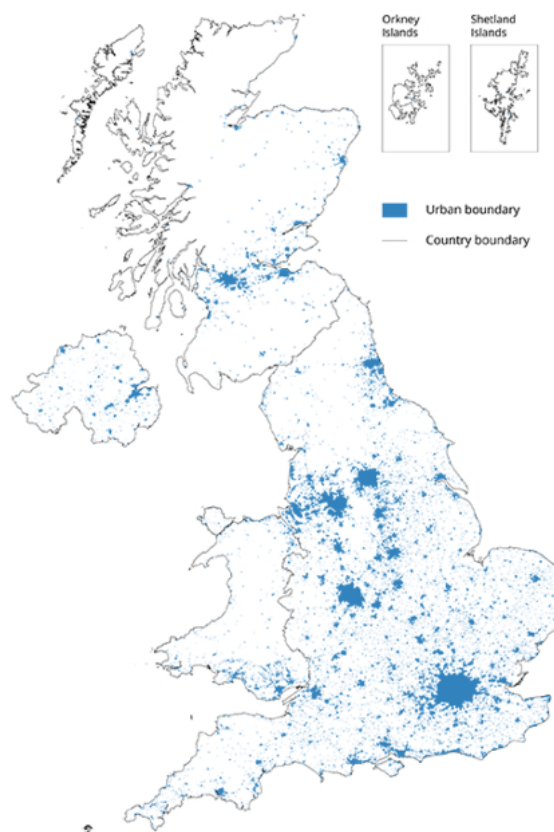 Orkney
Islands
Shetland
Islands
Urban boundary
Country boundary